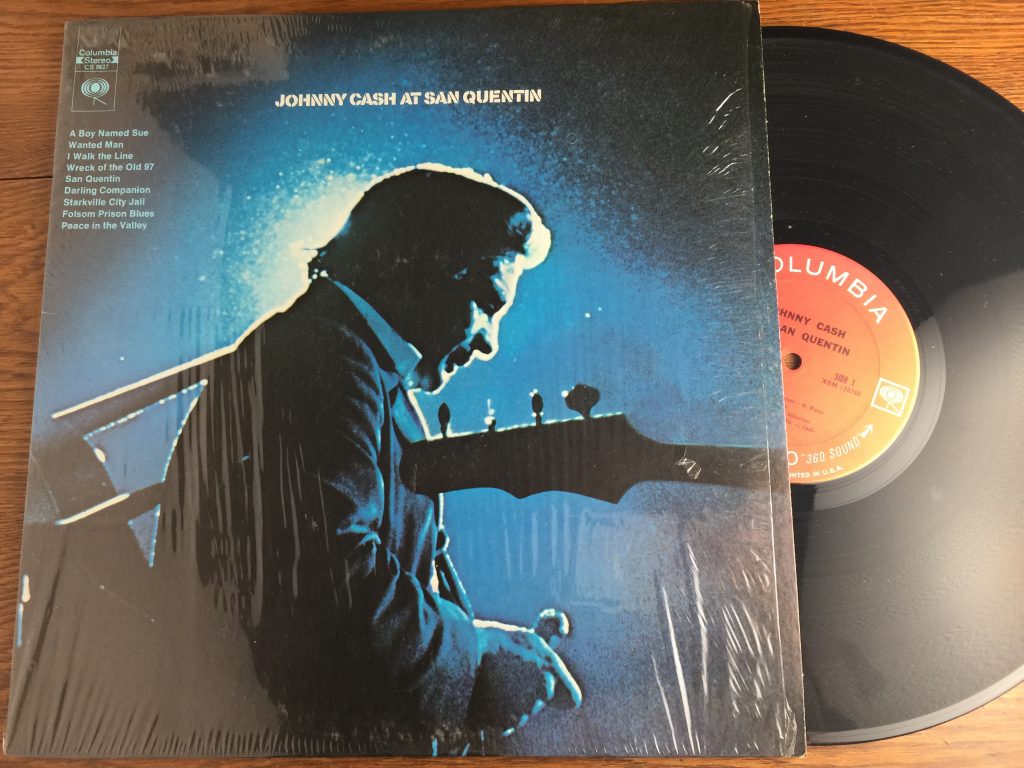 Columbia
Stereo
CS 9827
JOHNNY CASH AT SAN QUENTIN
A Boy Named Sue
Wanted Man
I Walk the Line
Wreck of the Old 97
San Quentin
Darling Companion
Starkville City Jail
Folsom Prison Blues
Peace in the Valley
OLUMBIA
HNNY CASH
SAN QUENTIN
SIDE 1
O "360 SOUND"
INTED IN U.S.A.